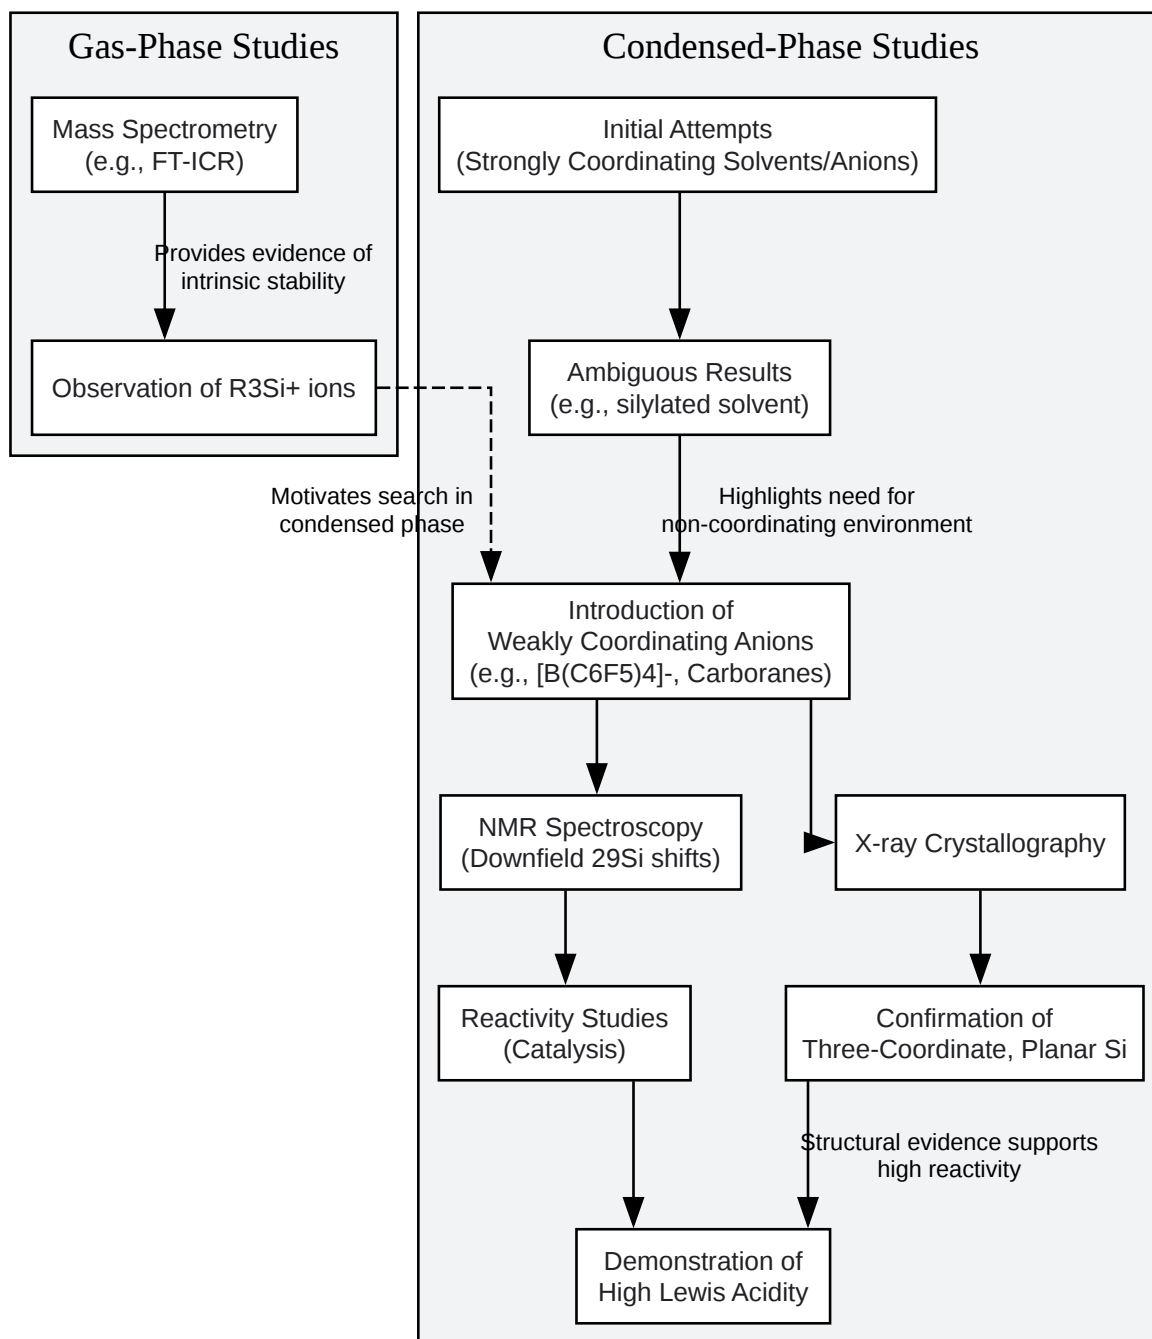 Gas-Phase Studies
Mass Spectrometry
(e.g., FT-ICR)
Provides evidence of
intrinsic stability
Observation of R3Si+ ions
Motivates search in
condensed phase
Condensed-Phase Studies
Initial Attempts
(Strongly Coordinating Solvents/Anions)
Ambiguous Results
(e.g., silylated solvent)
Highlights need for
non-coordinating environment
Introduction of
Weakly Coordinating Anions
(e.g., [B(C6F5)4]-, Carboranes)
NMR Spectroscopy
(Downfield 29Si shifts)
X-ray Crystallography
Reactivity Studies
(Catalysis)
Confirmation of
Three-Coordinate, Planar Si
Structural evidence supports
high reactivity
Demonstration of
High Lewis Acidity